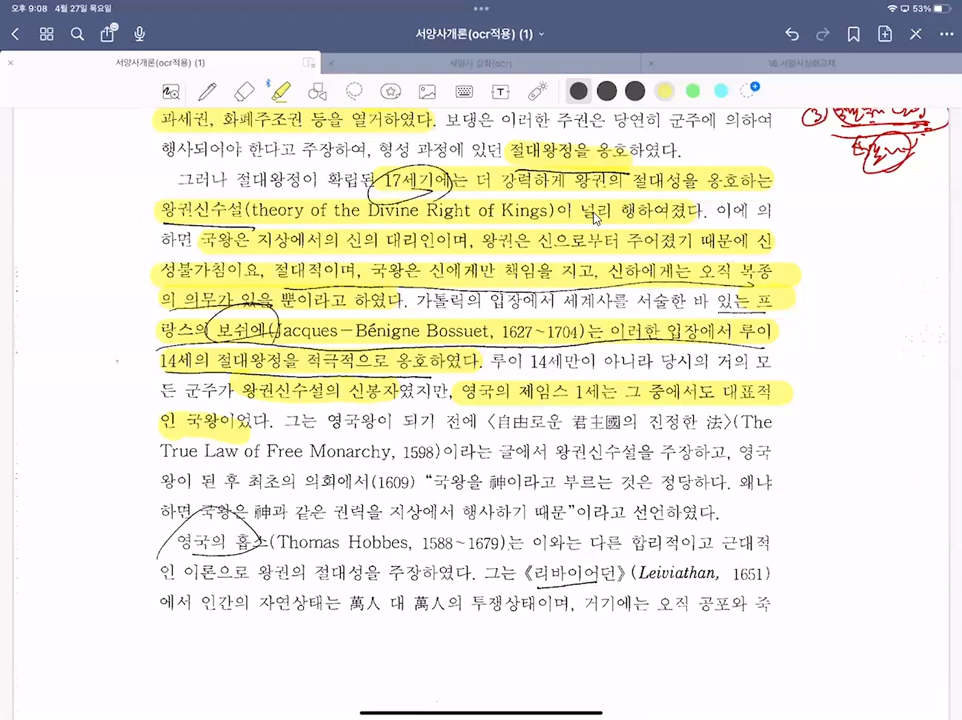 오후 9:08 4월 27일 목요일
53%
서양사개론(ocr적용) (1)
서양사개론(ocr적용) (1)
서양사 심화(ocr)
16 서양사심화교재
과세권, 화폐주조권 등을 열거하였다. 보댕은 이러한 주권은 당연히 군주에 의하여
행사되어야 한다고 주장하여, 형성 과정에 있던 절대왕정을 옹호하였다.
그러나 절대왕정이 확립된 17세기에는 더 강력하게 왕권의 절대성을 옹호하는
왕권신수설(theory of the Divine Right of Kings)이 널리 행하여졌다. 이에 의
하면 국왕은 지상에서의 신의 대리인이며, 왕권은 신으로부터 주어졌기 때문에 신
성불가침이요, 절대적이며, 국왕은 신에게만 책임을 지고, 신하에게는 오직 복종
의 의무가 있을 뿐이라고 하였다. 가톨릭의 입장에서 세계사를 서술한 바 있는 프
랑스의 보쉬에(Jacques-Bénigne Bossuet, 1627~1704)는 이러한 입장에서 루이
14세의 절대왕정을 적극적으로 옹호하였다. 루이 14세만이 아니라 당시의 거의 모
든 군주가 왕권신수설의 신봉자였지만, 영국의 제임스 1세는 그 중에서도 대표적
인 국왕이었다. 그는 영국왕이 되기 전에 〈自由로운 君主國의 진정한 法〉(The
True Law of Free Monarchy, 1598)이라는 글에서 왕권신수설을 주장하고, 영국
왕이 된 후 최초의 의회에서(1609) “국왕을 神이라고 부르는 것은 정당하다. 왜냐
하면 국왕은 神과 같은 권력을 지상에서 행사하기 때문”이라고 선언하였다.
영국의 홉스(Thomas Hobbes, 1588~1679)는 이와는 다른 합리적이고 근대적
인 이론으로 왕권의 절대성을 주장하였다. 그는 《리바이어던》(Leiviathan, 1651)
에서 인간의 자연상태는 萬人 대 萬人의 투쟁상태이며, 거기에는 오직 공포와 죽